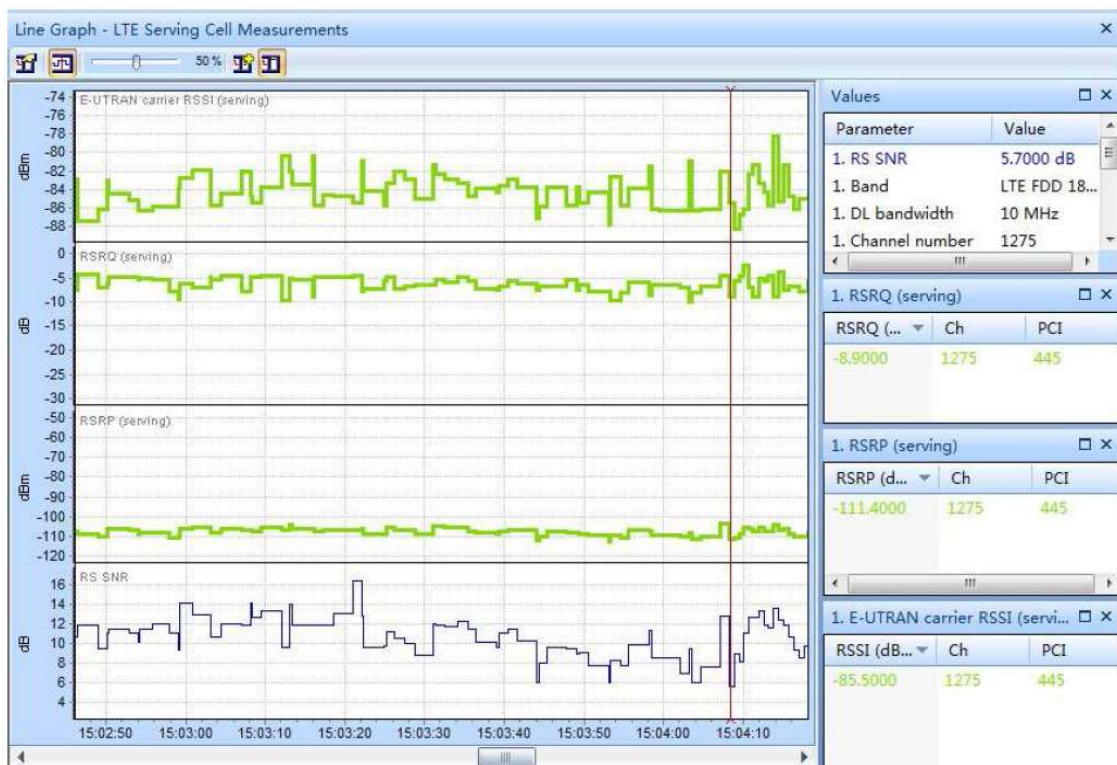 Line Graph - LTE Serving Cell Measurements
50 %
E-UTRAN carrier RSSI (serving)
-74
-76
-78
-80
-82
-84
-86
-88
dBm
RSRQ (serving)
0
-5
-10
-15
-20
-25
-30
dB
RSRP (serving)
-50
-60
-70
-80
-90
-100
-110
-120
dBm
RS SNR
16
14
12
10
8
6
4
dB
15:02:50 15:03:00 15:03:10 15:03:20 15:03:30 15:03:40 15:03:50 15:04:00 15:04:10
Values
Parameter Value
1. RS SNR 5.7000 dB
1. Band LTE FDD 18...
1. DL bandwidth 10 MHz
1. Channel number 1275
1. RSRQ (serving)
RSRQ (... Ch PCI
-8.9000 1275 445
1. RSRP (serving)
RSRP (d... Ch PCI
-111.4000 1275 445
1. E-UTRAN carrier RSSI (servi...
RSSI (dB... Ch PCI
-85.5000 1275 445